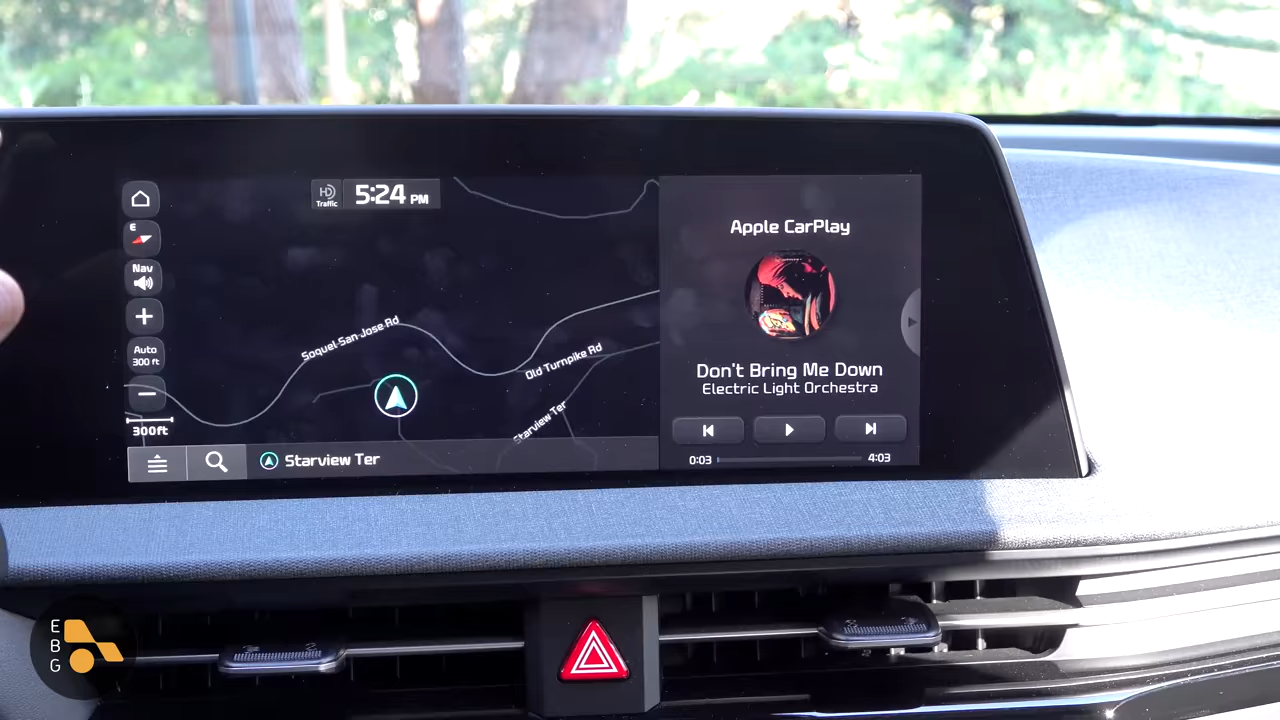 HD
Traffic
5:24 PM
E
Nav
+
Auto
300 ft
−
300ft
Soquel-San-Jose Rd
Old Turnpike Rd
Starview Ter
Starview Ter
Apple CarPlay
Don't Bring Me Down
Electric Light Orchestra
0:03
4:03
E
B
G